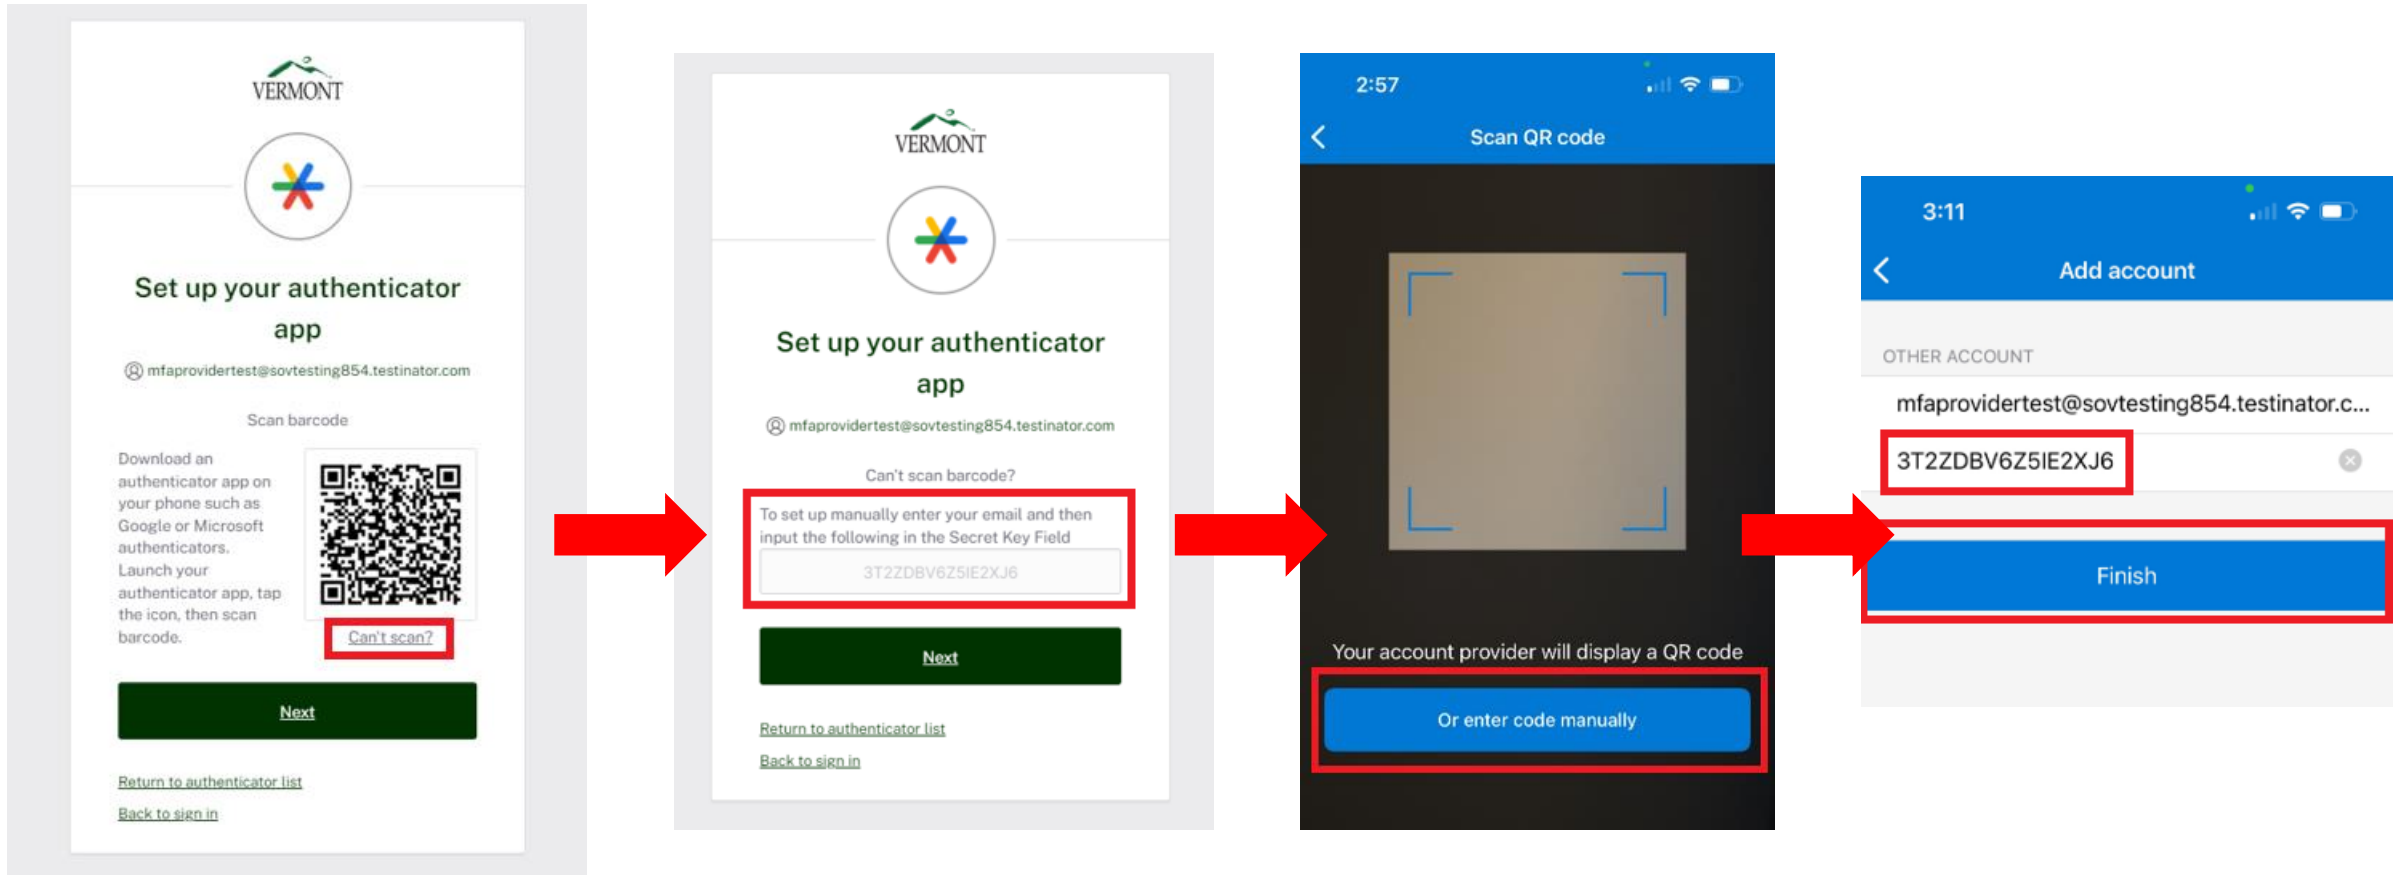 VERMONT
Set up your authenticator
app
mfaprovidertest@sovtesting854.testinator.com
Scan barcode
Download an
authenticator app on
your phone such as
Google or Microsoft
authenticators.
Launch your
authenticator app, tap
the icon, then scan
barcode.
Can't scan?
Next
Return to authenticator list
Back to sign in
VERMONT
Set up your authenticator
app
mfaprovidertest@sovtesting854.testinator.com
Can't scan barcode?
To set up manually enter your email and then
input the following in the Secret Key Field
3T2ZDBV6Z5IE2XJ6
Next
Return to authenticator list
Back to sign in
2:57
Scan QR code
Your account provider will display a QR code
Or enter code manually
3:11
Add account
OTHER ACCOUNT
mfaprovidertest@sovtesting854.testinator.c...
3T2ZDBV6Z5IE2XJ6
Finish